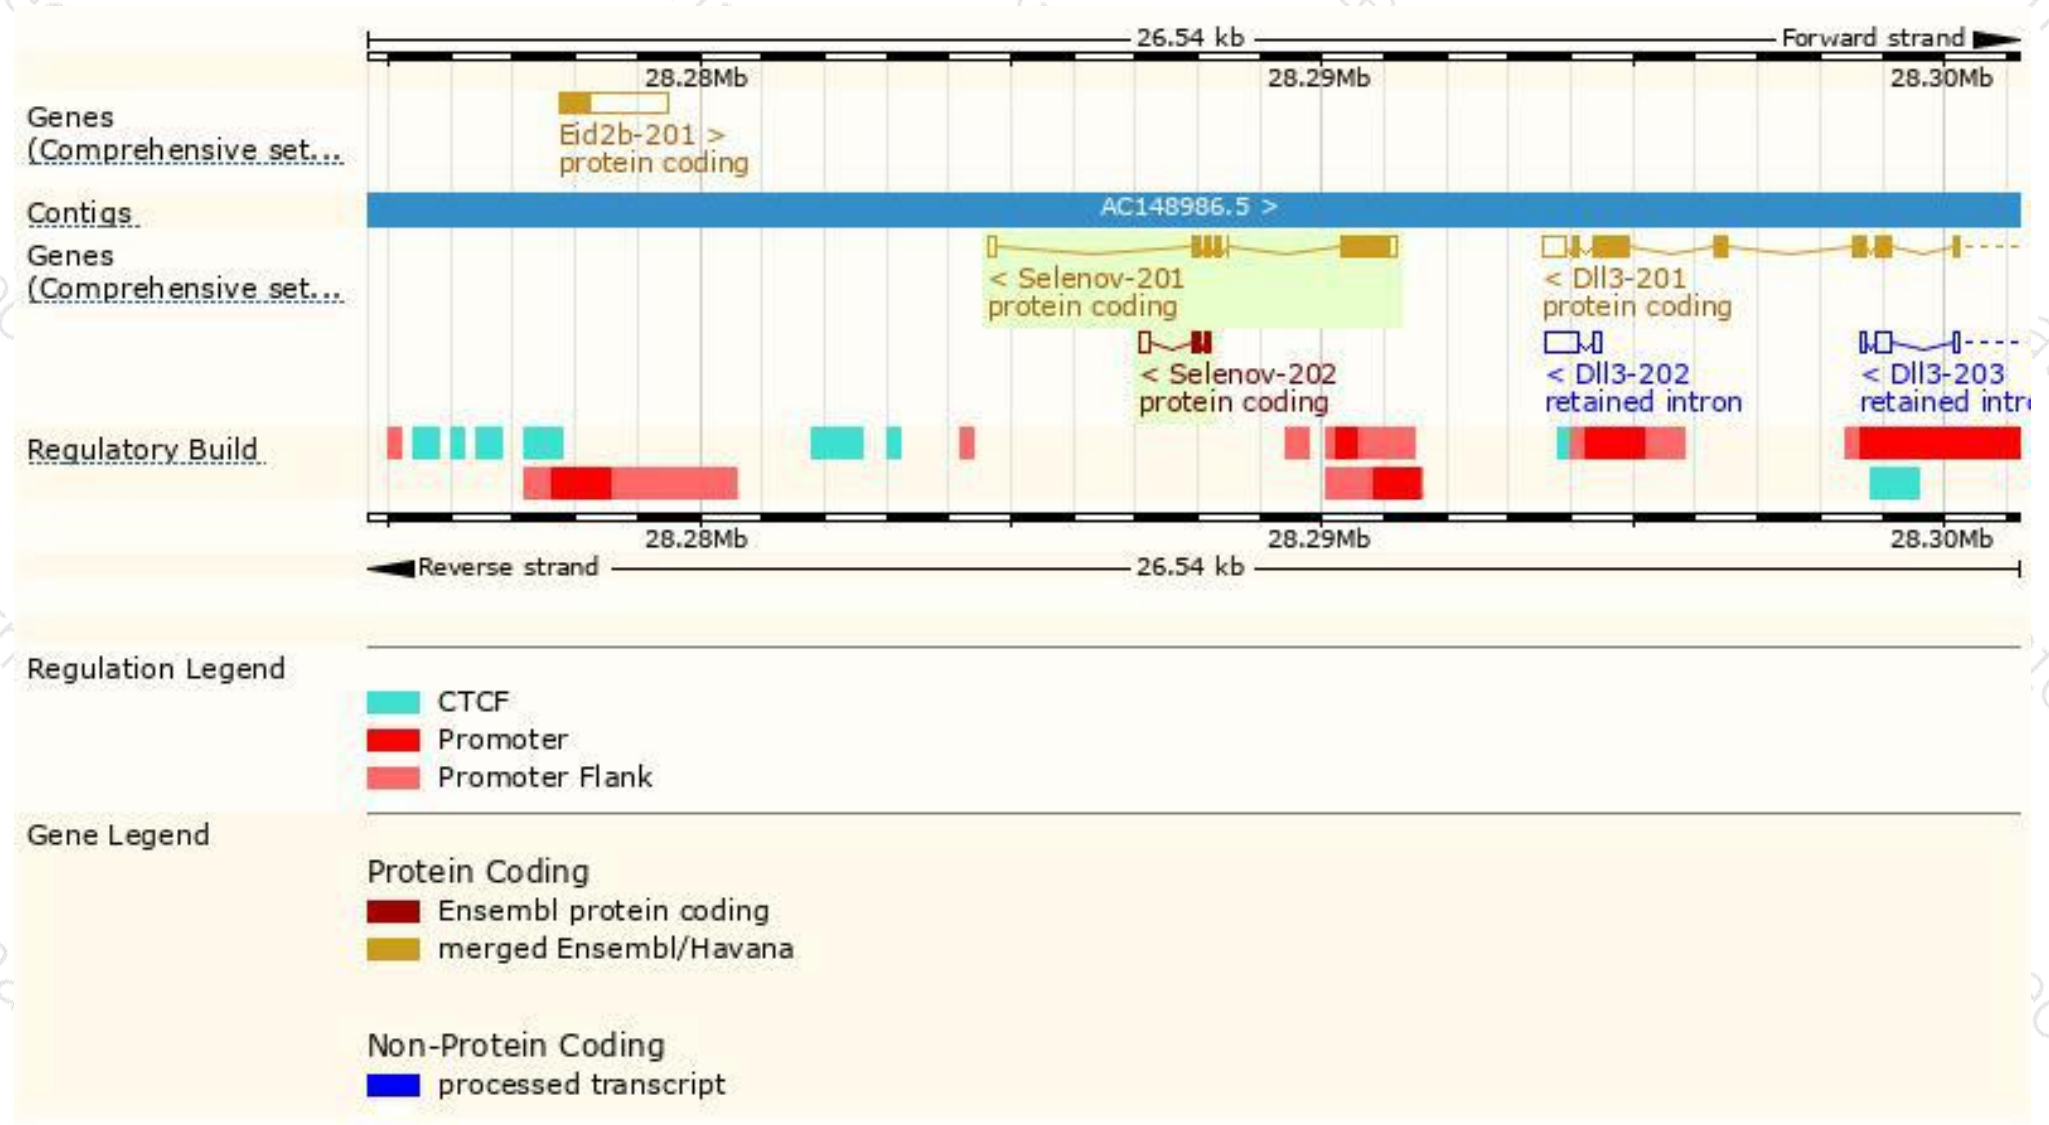 26.54 kb
Forward strand
28.28Mb 28.29Mb 28.30Mb
Genes
(Comprehensive set...
Eid2b-201 >
protein coding
Contigs
AC148986.5 >
Genes
(Comprehensive set...
< Selenov-201
protein coding
< Dll3-201
protein coding
< Selenov-202
protein coding
< Dll3-202
retained intron
< Dll3-203
retained intr
Regulatory Build
28.28Mb 28.29Mb 28.30Mb
Reverse strand
26.54 kb
Regulation Legend
CTCF
Promoter
Promoter Flank
Gene Legend
Protein Coding
Ensembl protein coding
merged Ensembl/Havana
Non-Protein Coding
processed transcript